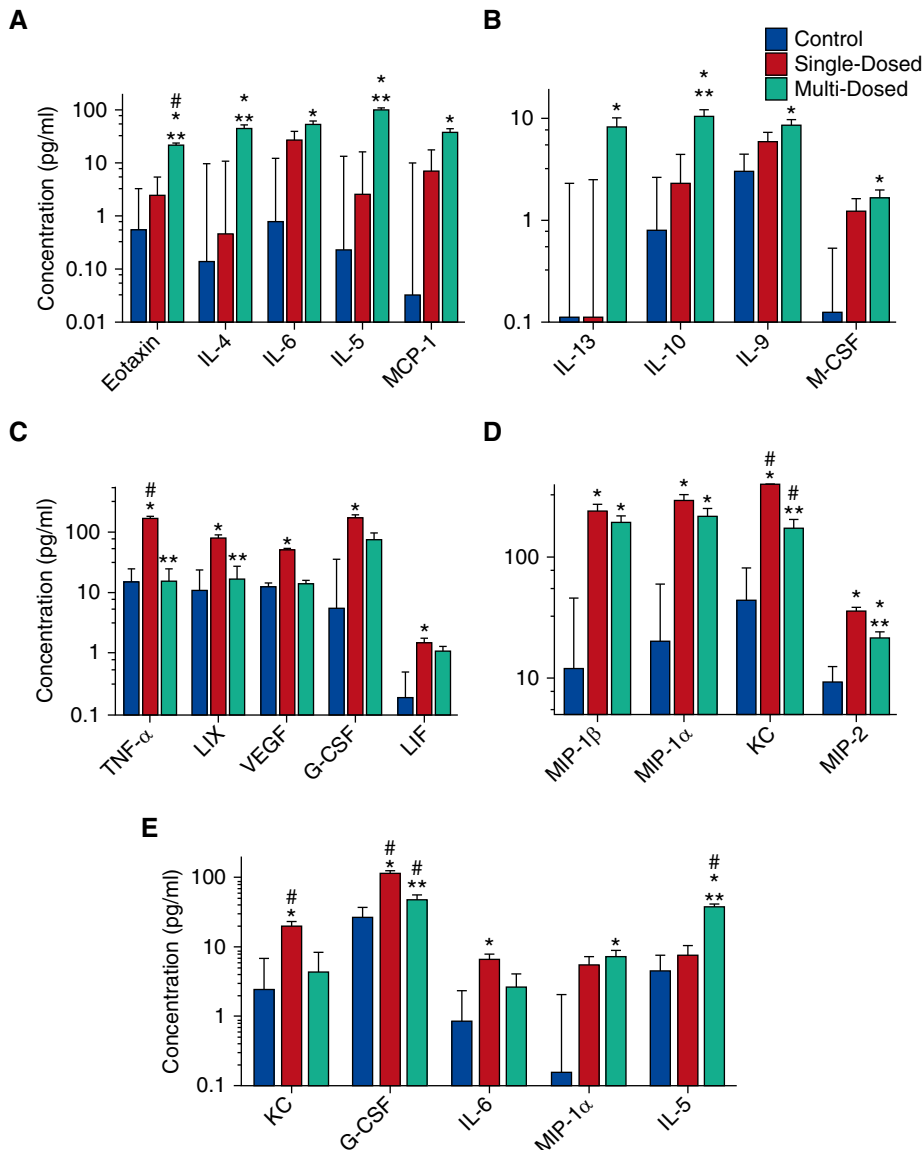 A
Concentration (pg/ml)
100
10
1
0.10
0.01
#
*
**
*
**
*
*
**
*
Eotaxin
IL-4
IL-6
IL-5
MCP-1
B
Control
Single-Dosed
Multi-Dosed
10
1
0.1
*
*
**
*
*
IL-13
IL-10
IL-9
M-CSF
C
Concentration (pg/ml)
100
10
1
0.1
#
*
**
*
**
*
*
*
TNF-α
LIX
VEGF
G-CSF
LIF
D
100
10
*
*
*
*
#
*
#
**
*
*
**
MIP-1β
MIP-1α
KC
MIP-2
E
Concentration (pg/ml)
100
10
1
0.1
#
*
#
*
#
**
*
*
#
*
**
KC
G-CSF
IL-6
MIP-1α
IL-5